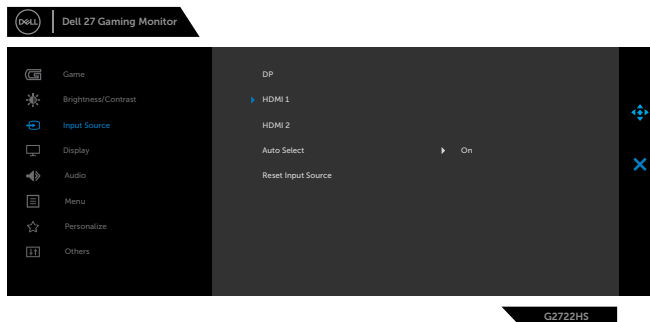 DELL
Dell 27 Gaming Monitor
Game
Brightness/Contrast
Input Source
Display
Audio
Menu
Personalize
Others
DP
HDMI 1
HDMI 2
Auto Select On
Reset Input Source
G2722HS